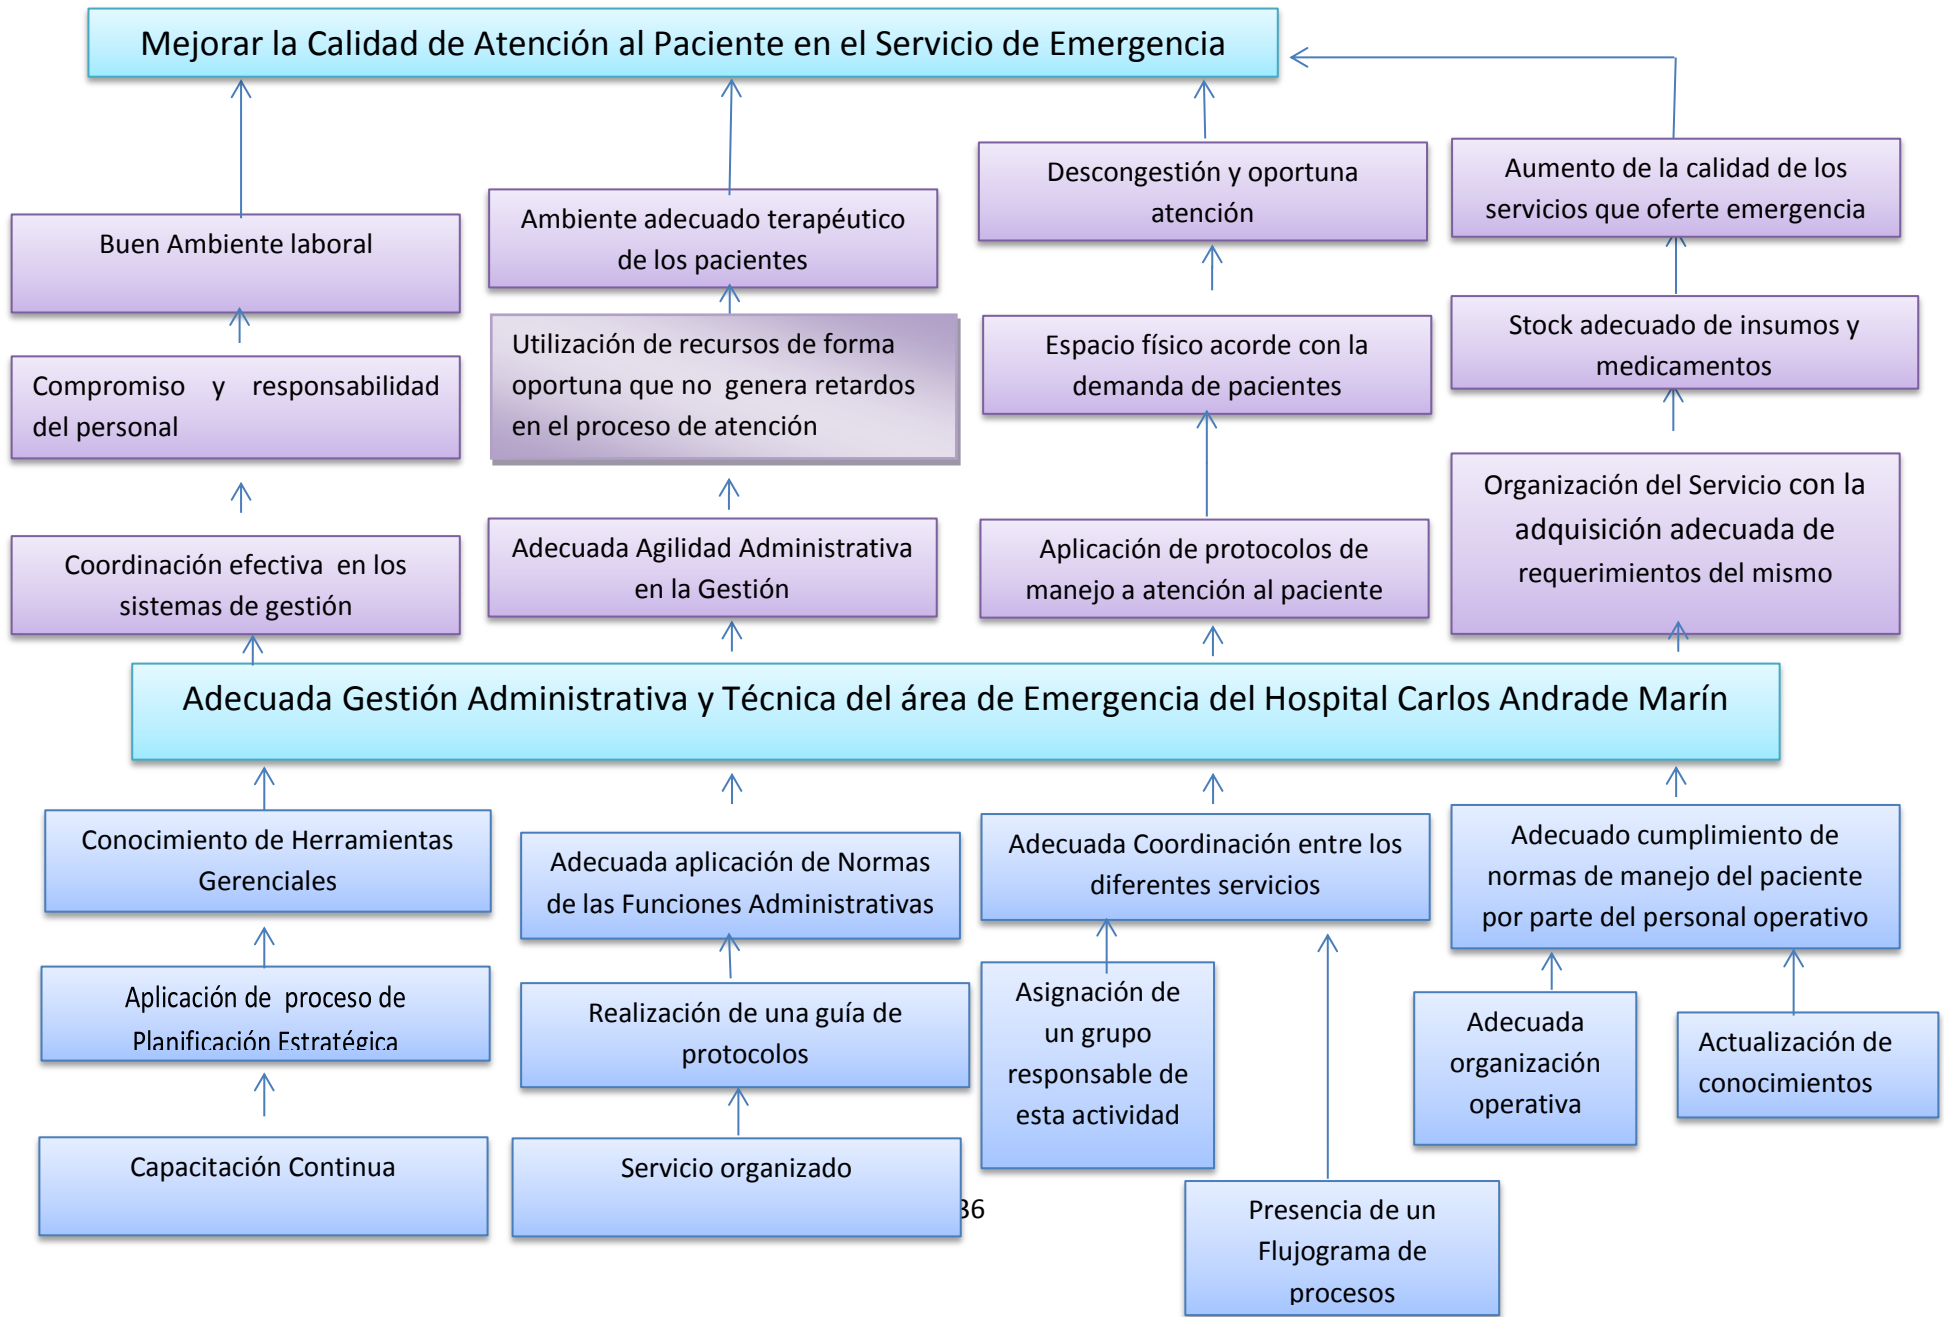 Mejorar la Calidad de Atención al Paciente en el Servicio de Emergencia
Buen Ambiente laboral
Ambiente adecuado terapéutico
de los pacientes
Descongestión y oportuna
atención
Aumento de la calidad de los
servicios que oferte emergencia
Compromiso y responsabilidad
del personal
Utilización de recursos de forma
oportuna que no genera retardos
en el proceso de atención
Espacio físico acorde con la
demanda de pacientes
Stock adecuado de insumos y
medicamentos
Coordinación efectiva en los
sistemas de gestión
Adecuada Agilidad Administrativa
en la Gestión
Aplicación de protocolos de
manejo a atención al paciente
Organización del Servicio con la
adquisición adecuada de
requerimientos del mismo
Adecuada Gestión Administrativa y Técnica del área de Emergencia del Hospital Carlos Andrade Marín
Conocimiento de Herramientas
Gerenciales
Adecuada aplicación de Normas
de las Funciones Administrativas
Adecuada Coordinación entre los
diferentes servicios
Adecuado cumplimiento de
normas de manejo del paciente
por parte del personal operativo
Aplicación de proceso de
Planificación Estratégica
Realización de una guía de
protocolos
Asignación de
un grupo
responsable de
esta actividad
Adecuada
organización
operativa
Actualización de
conocimientos
Capacitación Continua
Servicio organizado
36
Presencia de un
Flujograma de
procesos